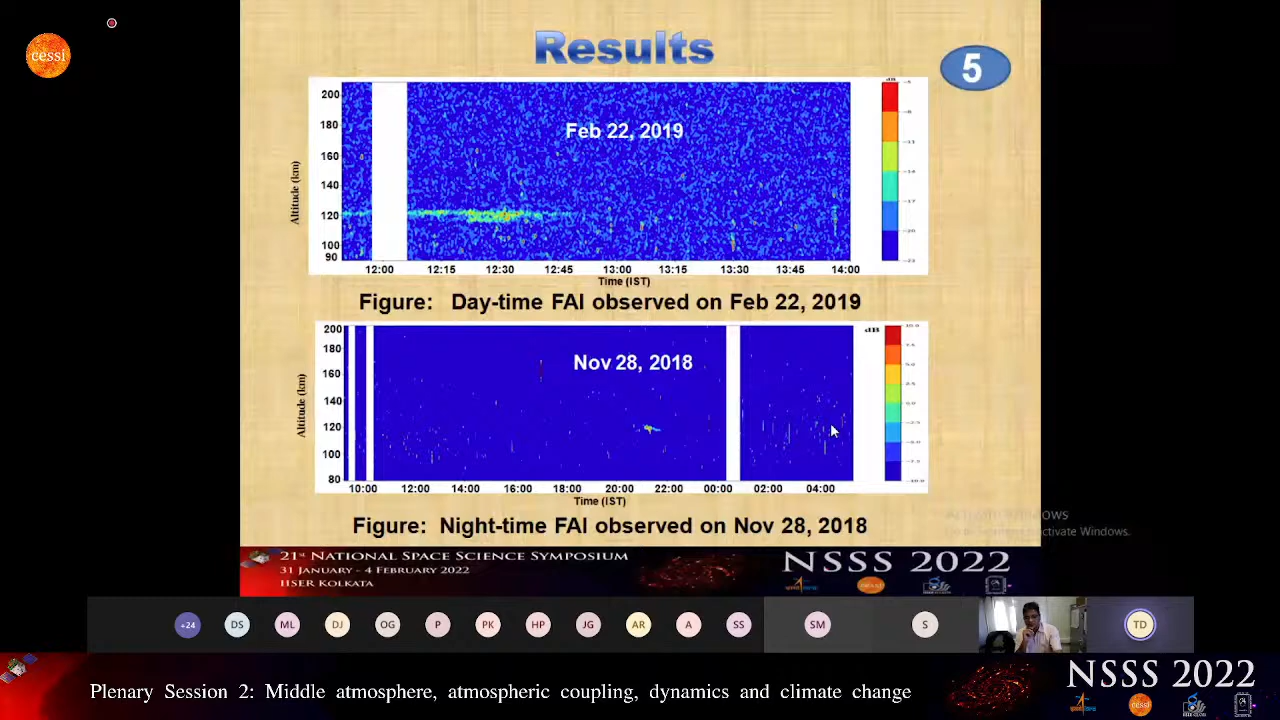 cessi
Results
5
dB
Feb 22, 2019
200
180
160
140
120
100
90
Altitude (km)
12:00 12:15 12:30 12:45 13:00 13:15 13:30 13:45 14:00
Time (IST)
Figure: Day-time FAI observed on Feb 22, 2019
dB
Nov 28, 2018
200
180
160
140
120
100
80
Altitude (km)
10:00 12:00 14:00 16:00 18:00 20:00 22:00 00:00 02:00 04:00
Time (IST)
Figure: Night-time FAI observed on Nov 28, 2018
21st National Space Science Symposium
31 January - 4 February 2022
IISER Kolkata
NSSS 2022
+24 DS ML DJ OG P PK HP JG AR A SS SM S TD
Plenary Session 2: Middle atmosphere, atmospheric coupling, dynamics and climate change
NSSS 2022